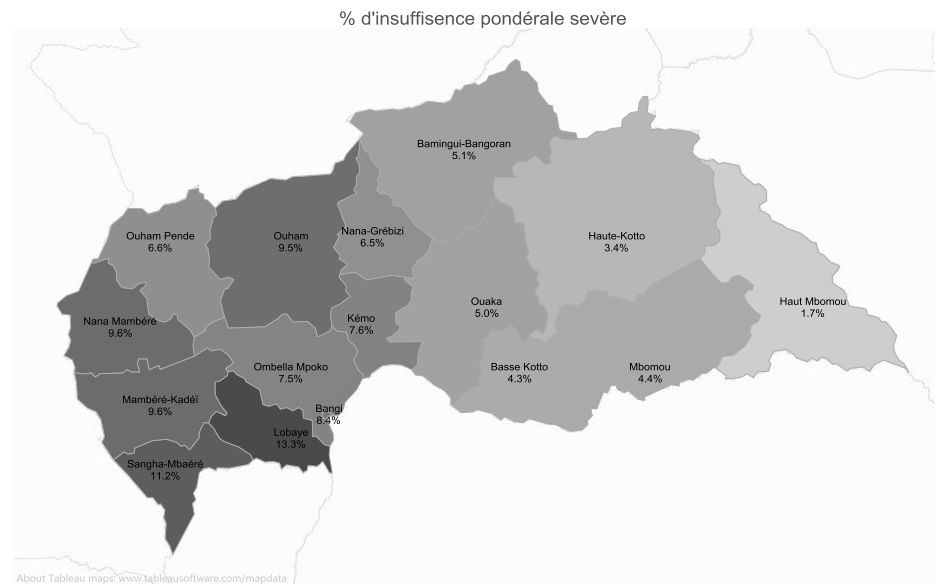 % d'insuffisence pondérale sevère
Bamingui-Bangoran
5.1%
Ouham Pende
6.6%
Ouham
9.5%
Nana-Grébizi
6.5%
Haute-Kotto
3.4%
Nana Mambéré
9.6%
Kémo
7.6%
Ouaka
5.0%
Haut Mbomou
1.7%
Ombella Mpoko
7.5%
Basse Kotto
4.3%
Mbomou
4.4%
Mambéré-Kadéï
9.6%
Bangi
8.4%
Lobaye
13.3%
Sangha-Mbaéré
11.2%
About Tableau maps: www.tableausoftware.com/mapdata